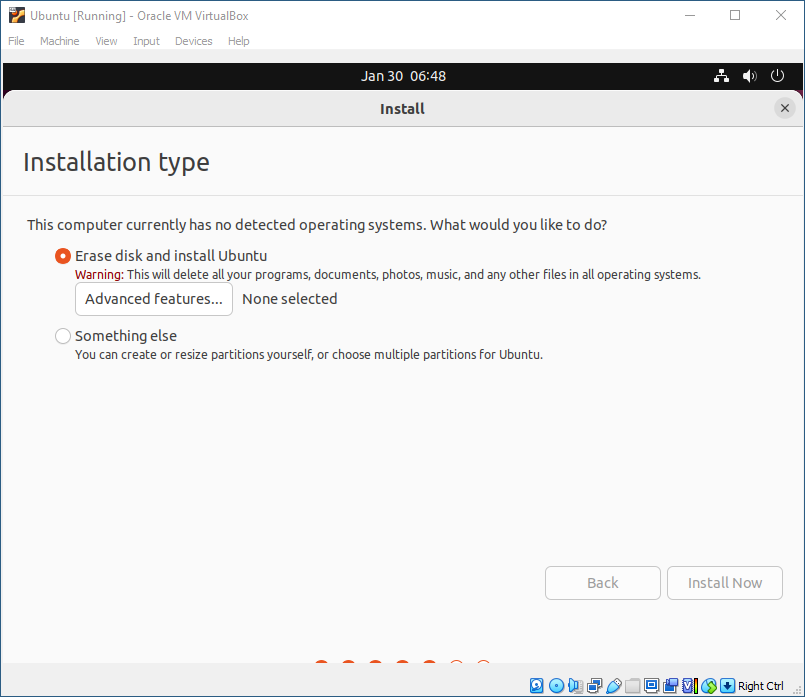 Ubuntu [Running] - Oracle VM VirtualBox
File Machine View Input Devices Help
Jan 30 06:48
Install
Installation type
This computer currently has no detected operating systems. What would you like to do?
Erase disk and install Ubuntu
Warning: This will delete all your programs, documents, photos, music, and any other files in all operating systems.
Advanced features... None selected
Something else
You can create or resize partitions yourself, or choose multiple partitions for Ubuntu.
Back Install Now
Right Ctrl